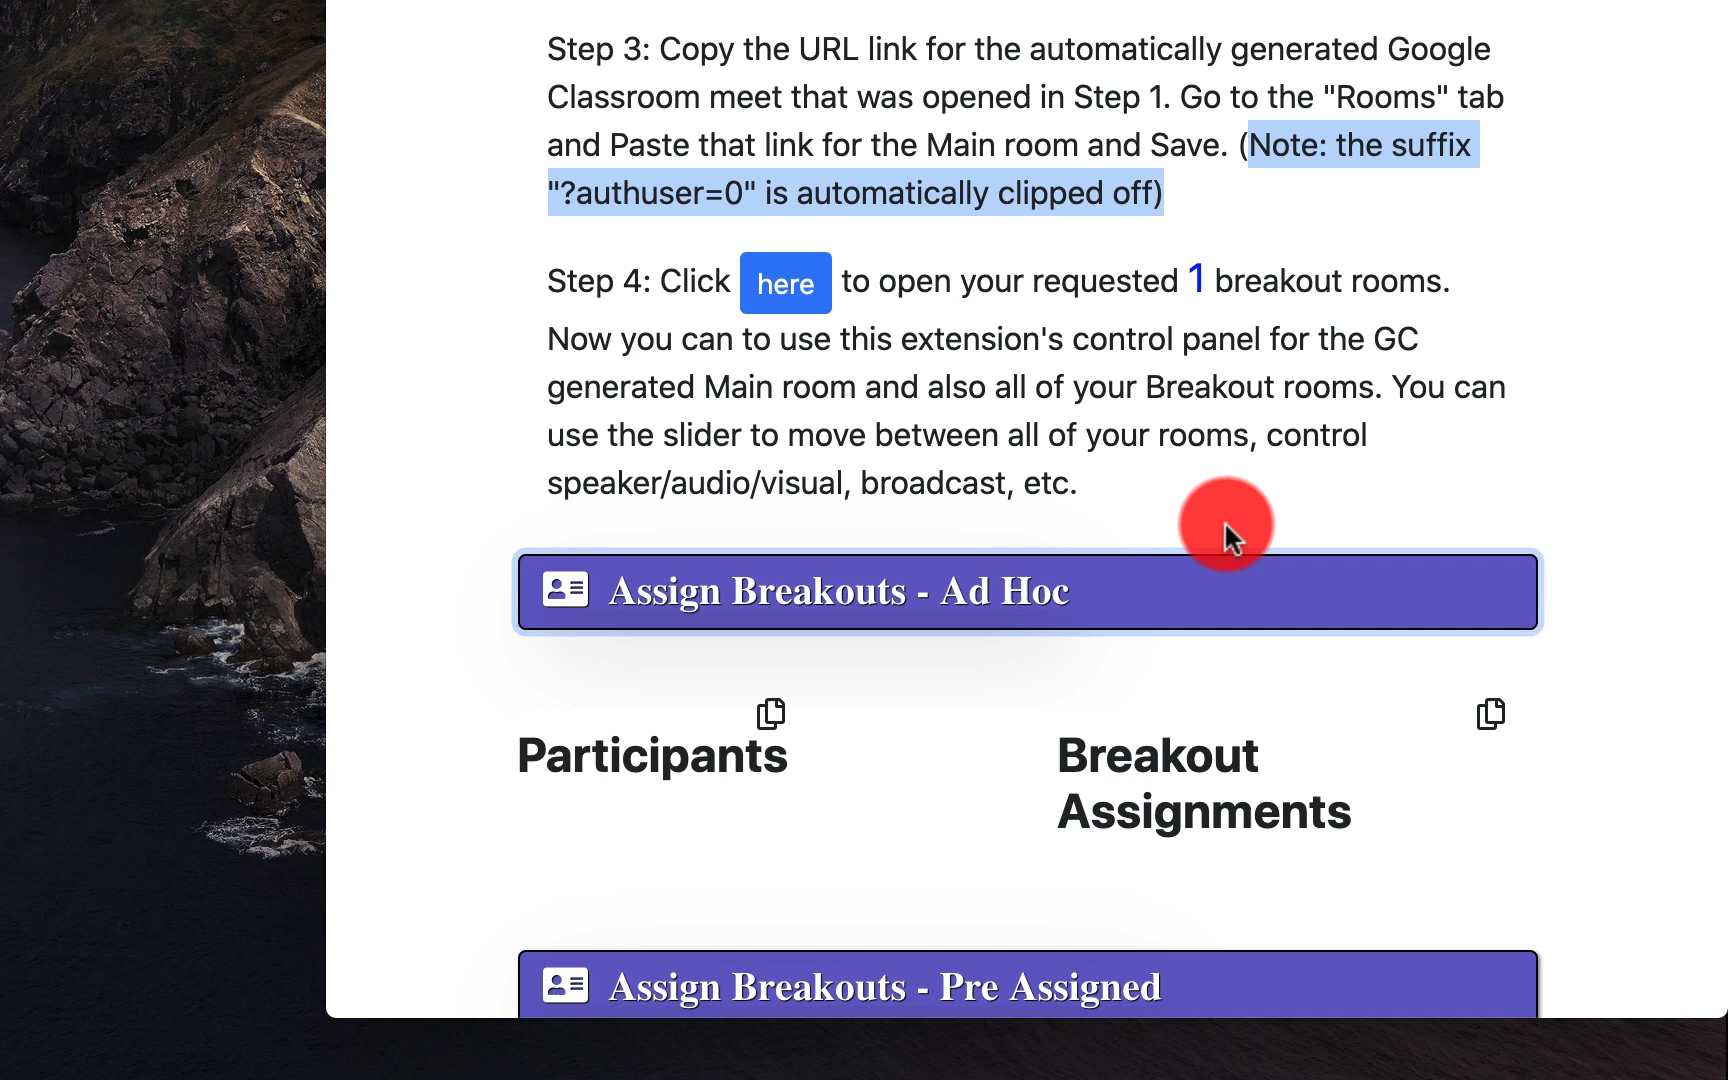 Step 3: Copy the URL link for the automatically generated Google
Classroom meet that was opened in Step 1. Go to the "Rooms" tab
and Paste that link for the Main room and Save. (Note: the suffix
"?authuser=0" is automatically clipped off)
Step 4: Click here to open your requested 1 breakout rooms.
Now you can to use this extension's control panel for the GC
generated Main room and also all of your Breakout rooms. You can
use the slider to move between all of your rooms, control
speaker/audio/visual, broadcast, etc.
Assign Breakouts - Ad Hoc
Participants
Breakout
Assignments
Assign Breakouts - Pre Assigned